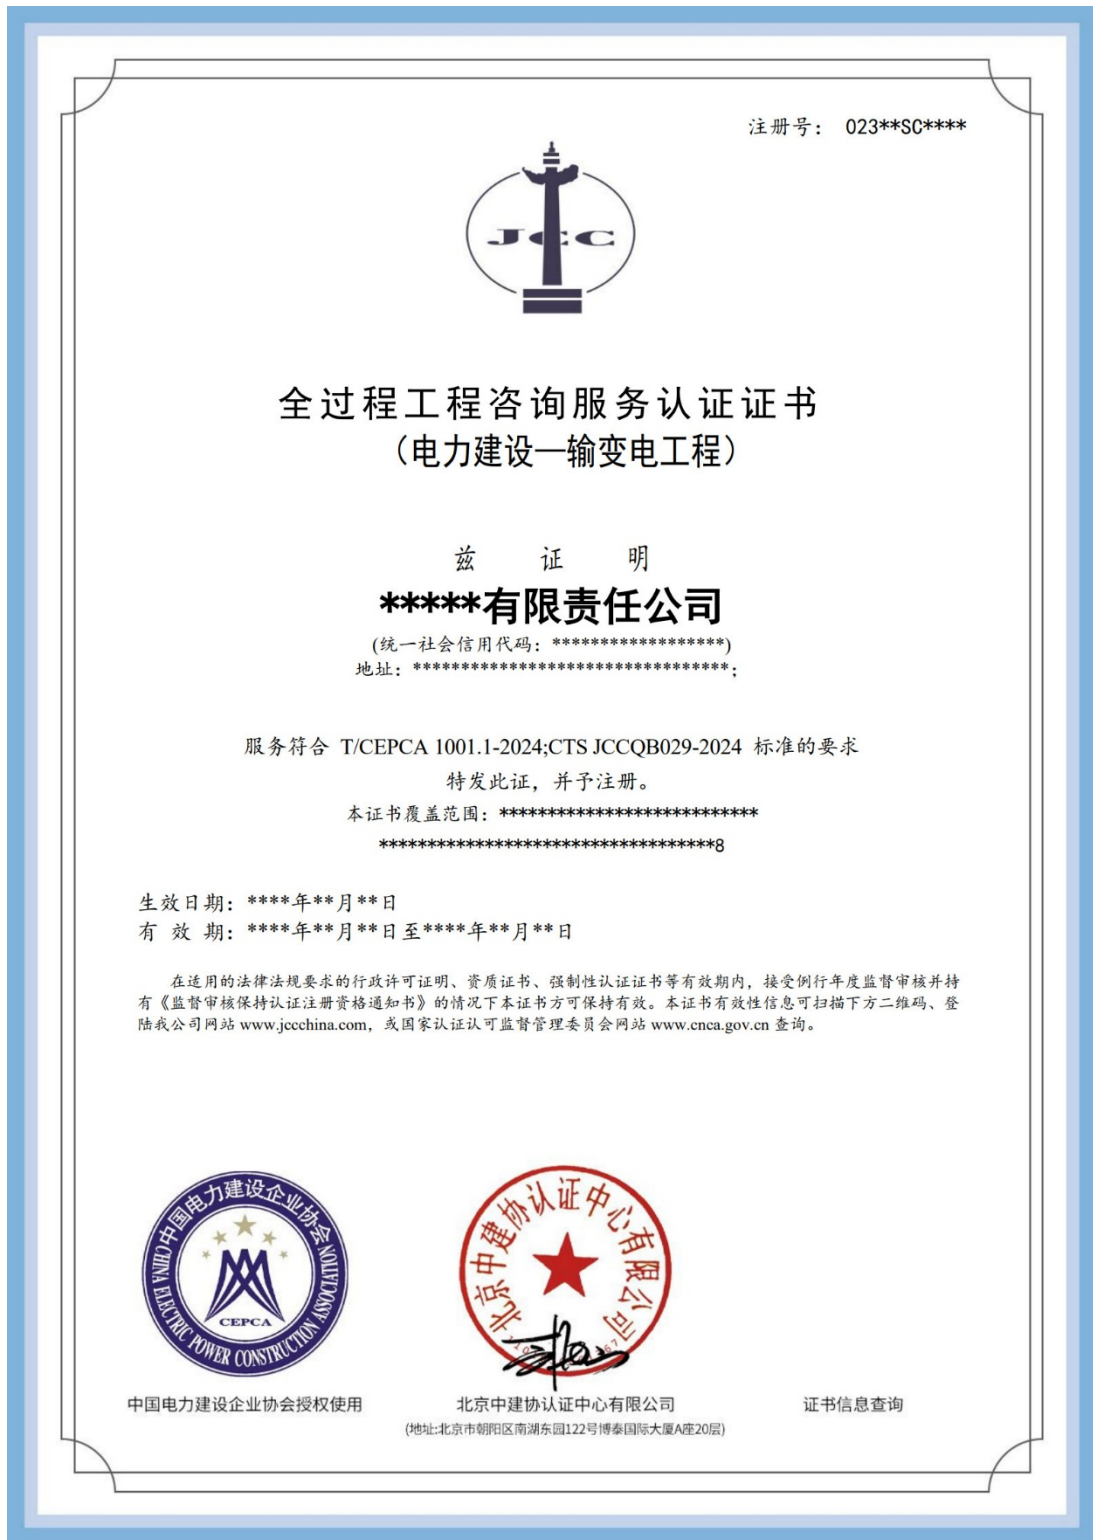 注册号： 023**SC****
JCC
全过程工程咨询服务认证证书
（电力建设—输变电工程）
兹 证 明
*****有限责任公司
(统一社会信用代码：******************)
地址：*********************************；
服务符合 T/CEPCA 1001.1-2024;CTS JCCQB029-2024 标准的要求
特发此证，并予注册。
本证书覆盖范围：***************************
***********************************8
生效日期：****年**月**日
有 效 期：****年**月**日至****年**月**日
在适用的法律法规要求的行政许可证明、资质证书、强制性认证证书等有效期内，接受例行年度监督审核并持
有《监督审核保持认证注册资格通知书》的情况下本证书方可保持有效。本证书有效性信息可扫描下方二维码、登
陆我公司网站 www.jccchina.com，或国家认证认可监督管理委员会网站 www.cnca.gov.cn 查询。
中国电力建设企业协会
CEPCA
CHINA ELECTRIC POWER CONSTRUCTION ASSOCIATION
北京中建协认证中心有限公司
中国电力建设企业协会授权使用
北京中建协认证中心有限公司
(地址:北京市朝阳区南湖东园122号博泰国际大厦A座20层)
证书信息查询